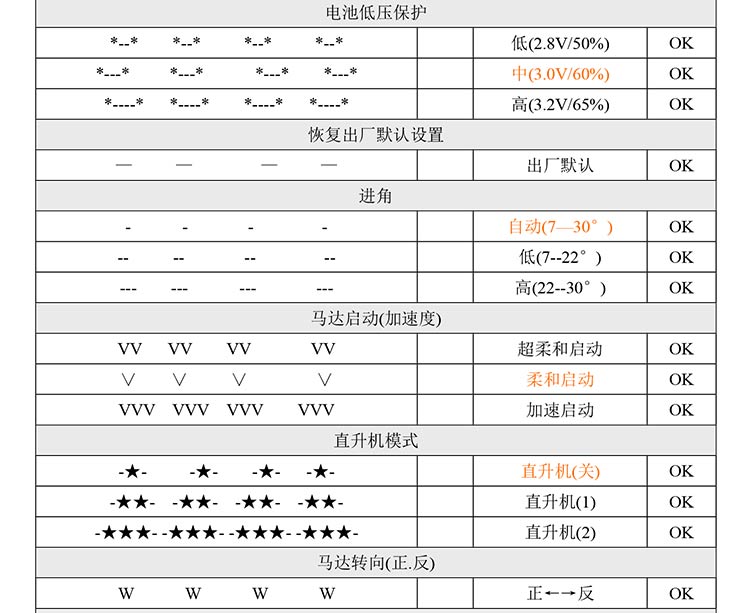 电池低压保护
*--* *--* *--* *--* 低(2.8V/50%) OK
*---* *---* *---* *---* 中(3.0V/60%) OK
*----* *----* *----* *----* 高(3.2V/65%) OK
恢复出厂默认设置
— — — — 出厂默认 OK
进角
- - - - 自动(7—30°) OK
-- -- -- -- 低(7--22°) OK
--- --- --- --- 高(22--30°) OK
马达启动(加速度)
VV VV VV VV 超柔和启动 OK
V V V V 柔和启动 OK
VVV VVV VVV VVV 加速启动 OK
直升机模式
-★- -★- -★- -★- 直升机(关) OK
-★★- -★★- -★★- -★★- 直升机(1) OK
-★★★- -★★★- -★★★- -★★★- 直升机(2) OK
马达转向(正.反)
W W W W 正←→反 OK